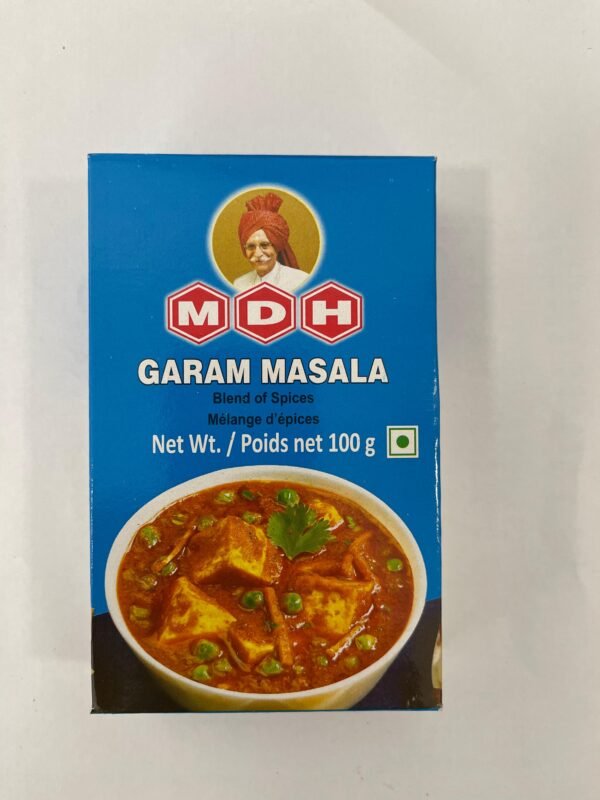 MDH
GARAM MASALA
Blend of Spices
Mélange d'épices
Net Wt. / Poids net 100 g